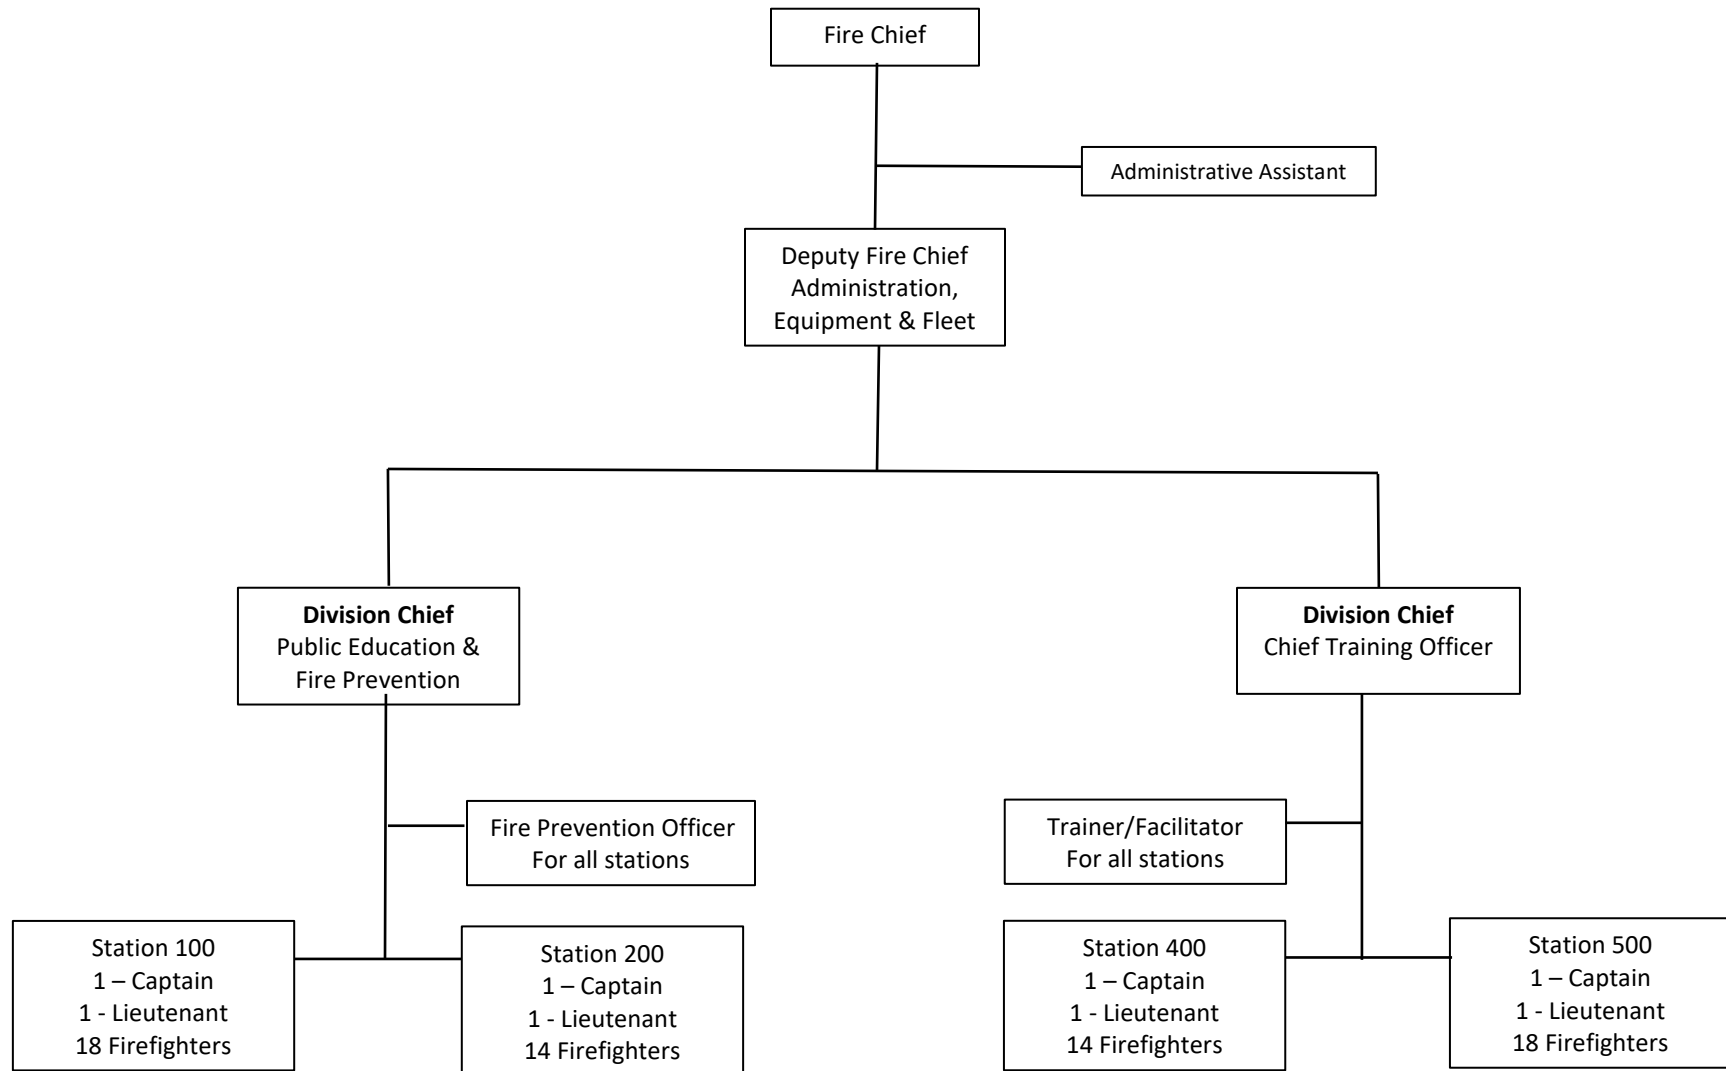 Fire Chief
Administrative Assistant
Deputy Fire Chief
Administration,
Equipment & Fleet
Division Chief
Public Education &
Fire Prevention
Division Chief
Chief Training Officer
Fire Prevention Officer
For all stations
Trainer/Facilitator
For all stations
Station 100
1 – Captain
1 - Lieutenant
18 Firefighters
Station 200
1 – Captain
1 - Lieutenant
14 Firefighters
Station 400
1 – Captain
1 - Lieutenant
14 Firefighters
Station 500
1 – Captain
1 - Lieutenant
18 Firefighters